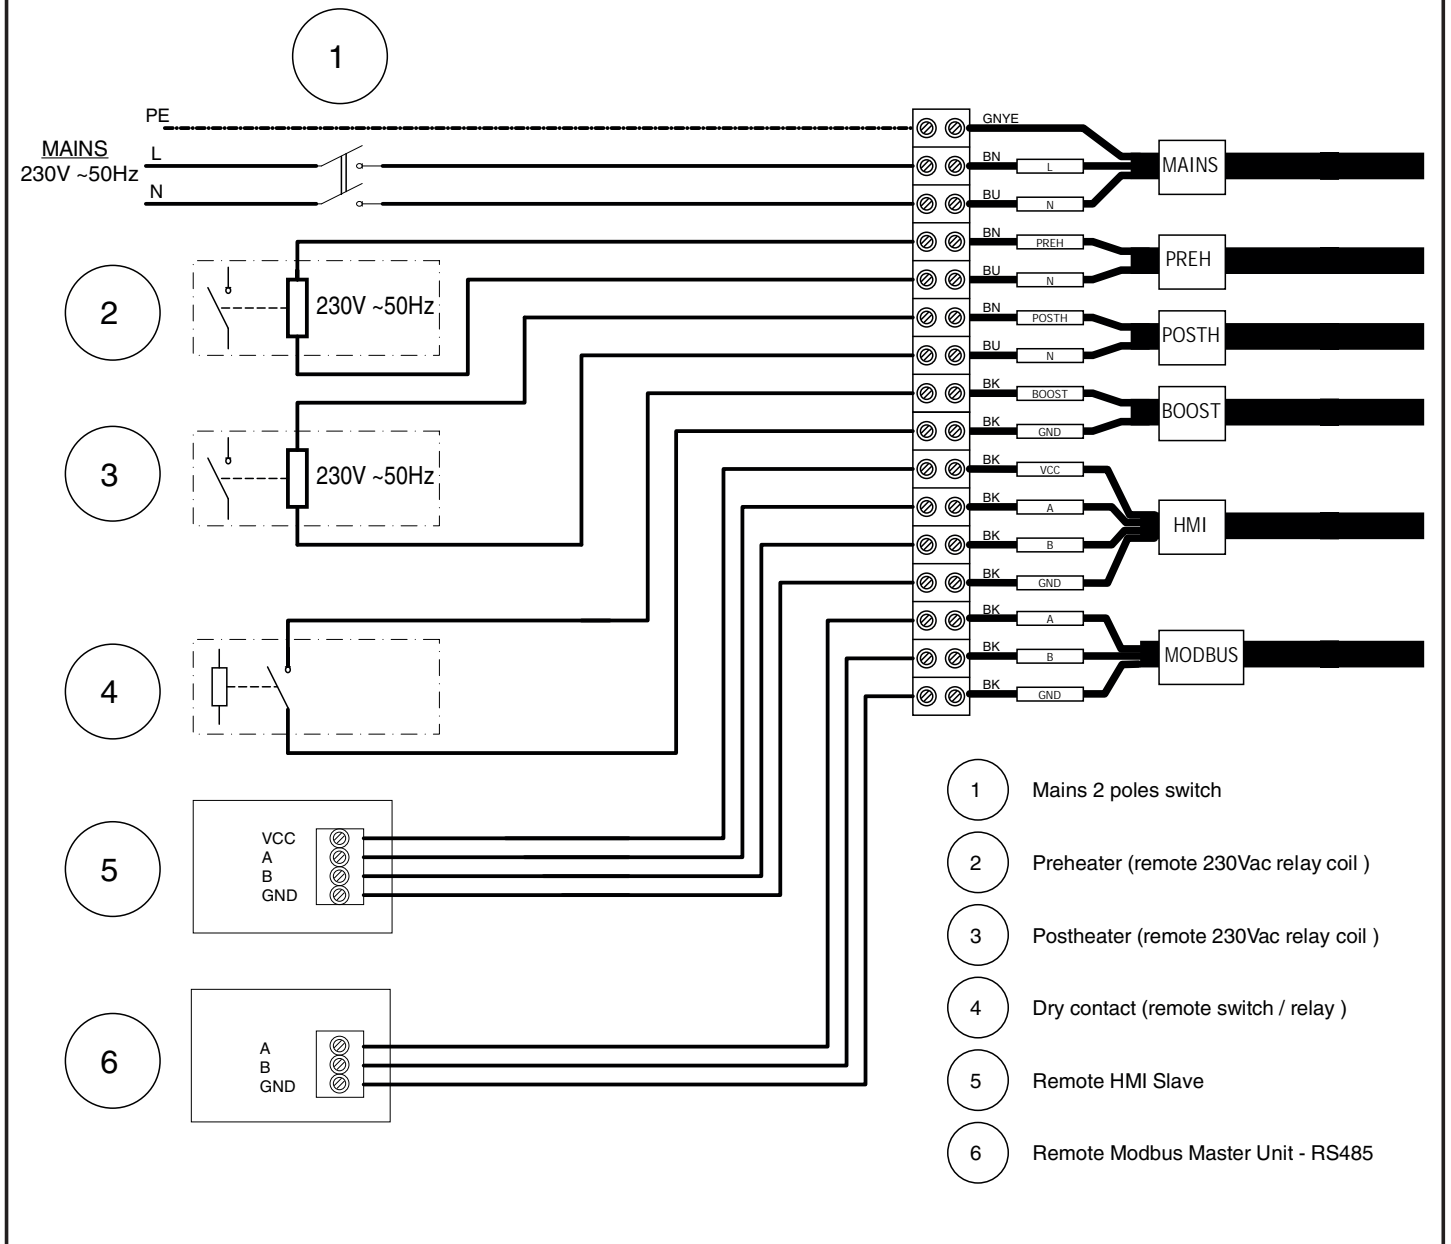 1
PE
MAINS
230V ~50Hz
L
N
GNYE
BN L
BU N
MAINS
BN PREH
BU N
PREH
2
230V ~50Hz
BN POSTH
BU N
POSTH
BK BOOST
BK GND
BOOST
3
230V ~50Hz
BK VCC
BK A
BK B
BK GND
HMI
BK A
BK B
BK GND
MODBUS
4
5
VCC
A
B
GND
6
A
B
GND
1 Mains 2 poles switch
2 Preheater (remote 230Vac relay coil )
3 Postheater (remote 230Vac relay coil )
4 Dry contact (remote switch / relay )
5 Remote HMI Slave
6 Remote Modbus Master Unit - RS485